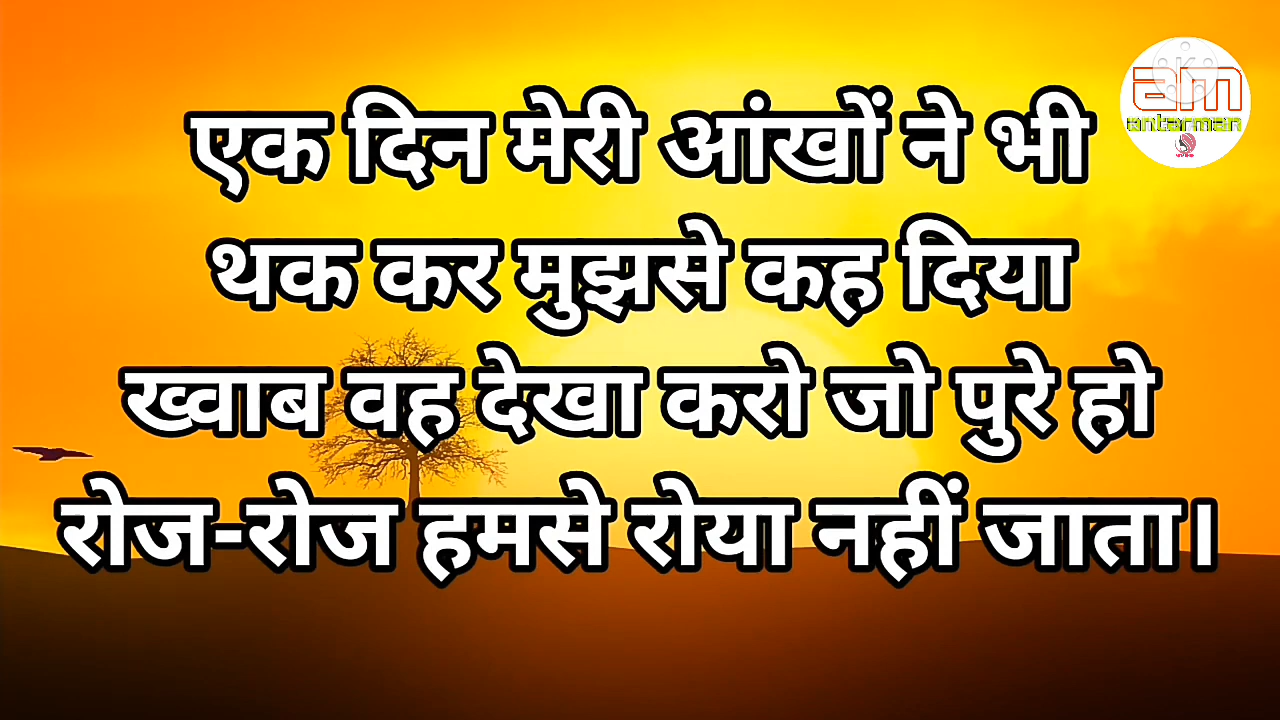 एक दिन मेरी आंखों ने भी
थक कर मुझसे कह दिया
ख्वाब वह देखा करो जो पुरे हो
रोज-रोज हमसे रोया नहीं जाता।
am
antarman